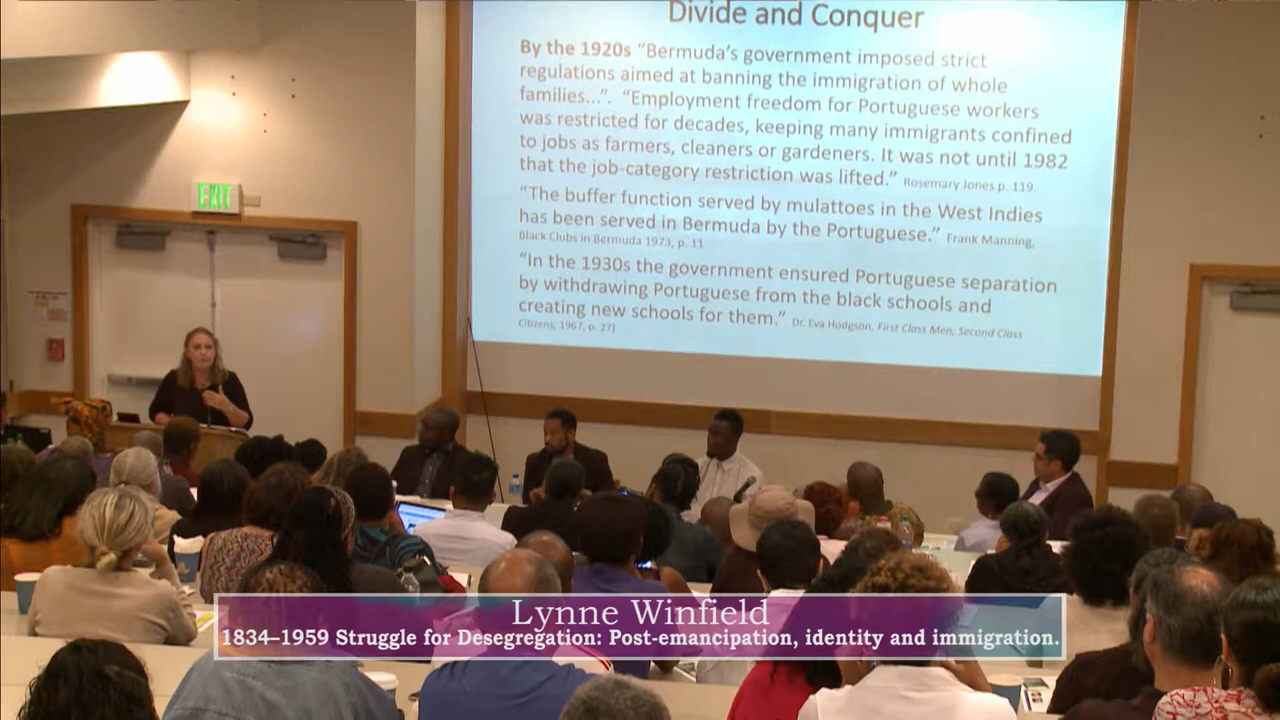 Divide and Conquer
By the 1920s “Bermuda’s government imposed strict
regulations aimed at banning the immigration of whole
families...”. “Employment freedom for Portuguese workers
was restricted for decades, keeping many immigrants confined
to jobs as farmers, cleaners or gardeners. It was not until 1982
that the job-category restriction was lifted.” Rosemary Jones p. 119.
“The buffer function served by mulattoes in the West Indies
has been served in Bermuda by the Portuguese.” Frank Manning,
Black Clubs in Bermuda 1973, p. 11
“In the 1930s the government ensured Portuguese separation
by withdrawing Portuguese from the black schools and
creating new schools for them.” Dr. Eva Hodgson, First Class Men, Second Class
Citizens, 1967, p. 27)
EXIT
Lynne Winfield
1834–1959 Struggle for Desegregation: Post-emancipation, identity and immigration.